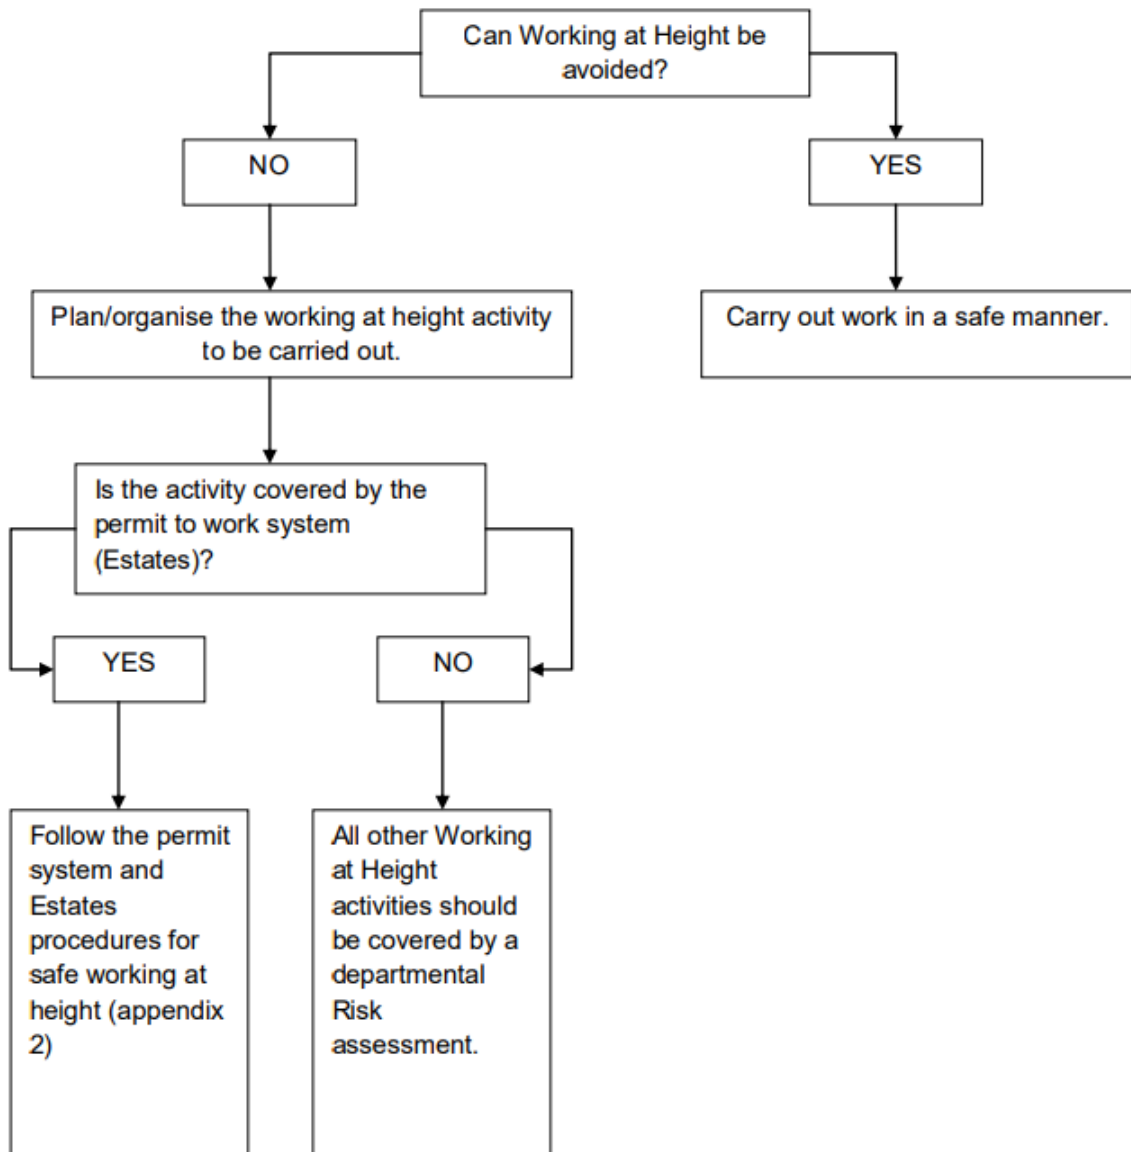 Can Working at Height be
avoided?
NO
YES
Plan/organise the working at height activity
to be carried out.
Carry out work in a safe manner.
Is the activity covered by the
permit to work system
(Estates)?
YES
NO
Follow the permit
system and
Estates
procedures for
safe working at
height (appendix
2)
All other Working
at Height
activities should
be covered by a
departmental
Risk
assessment.